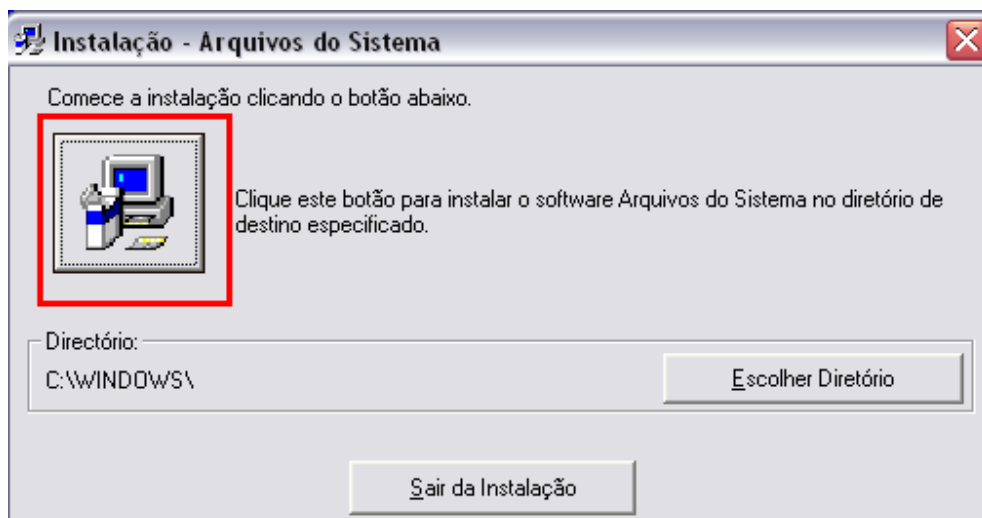 Instalação - Arquivos do Sistema
Comece a instalação clicando o botão abaixo.
Clique este botão para instalar o software Arquivos do Sistema no diretório de
destino especificado.
Directório:
C:\WINDOWS\
Escolher Diretório
Sair da Instalação